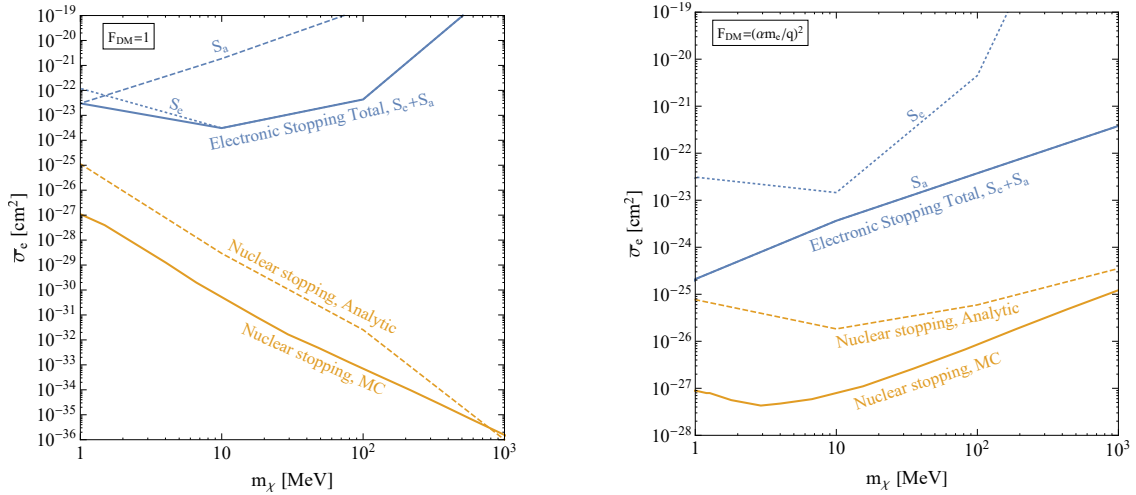 F_DM=1
S_a
S_e
Electronic Stopping Total, S_e+S_a
Nuclear stopping, Analytic
Nuclear stopping, MC
10^-19
10^-20
10^-21
10^-22
10^-23
10^-24
10^-25
10^-26
10^-27
10^-28
10^-29
10^-30
10^-31
10^-32
10^-33
10^-34
10^-35
10^-36
σ̅_e [cm^2]
1 10 10^2 10^3
m_χ [MeV]
F_DM=(αm_e/q)^2
S_e
S_a
Electronic Stopping Total, S_e+S_a
Nuclear stopping, Analytic
Nuclear stopping, MC
10^-19
10^-20
10^-21
10^-22
10^-23
10^-24
10^-25
10^-26
10^-27
10^-28
σ̅_e [cm^2]
1 10 10^2 10^3
m_χ [MeV]